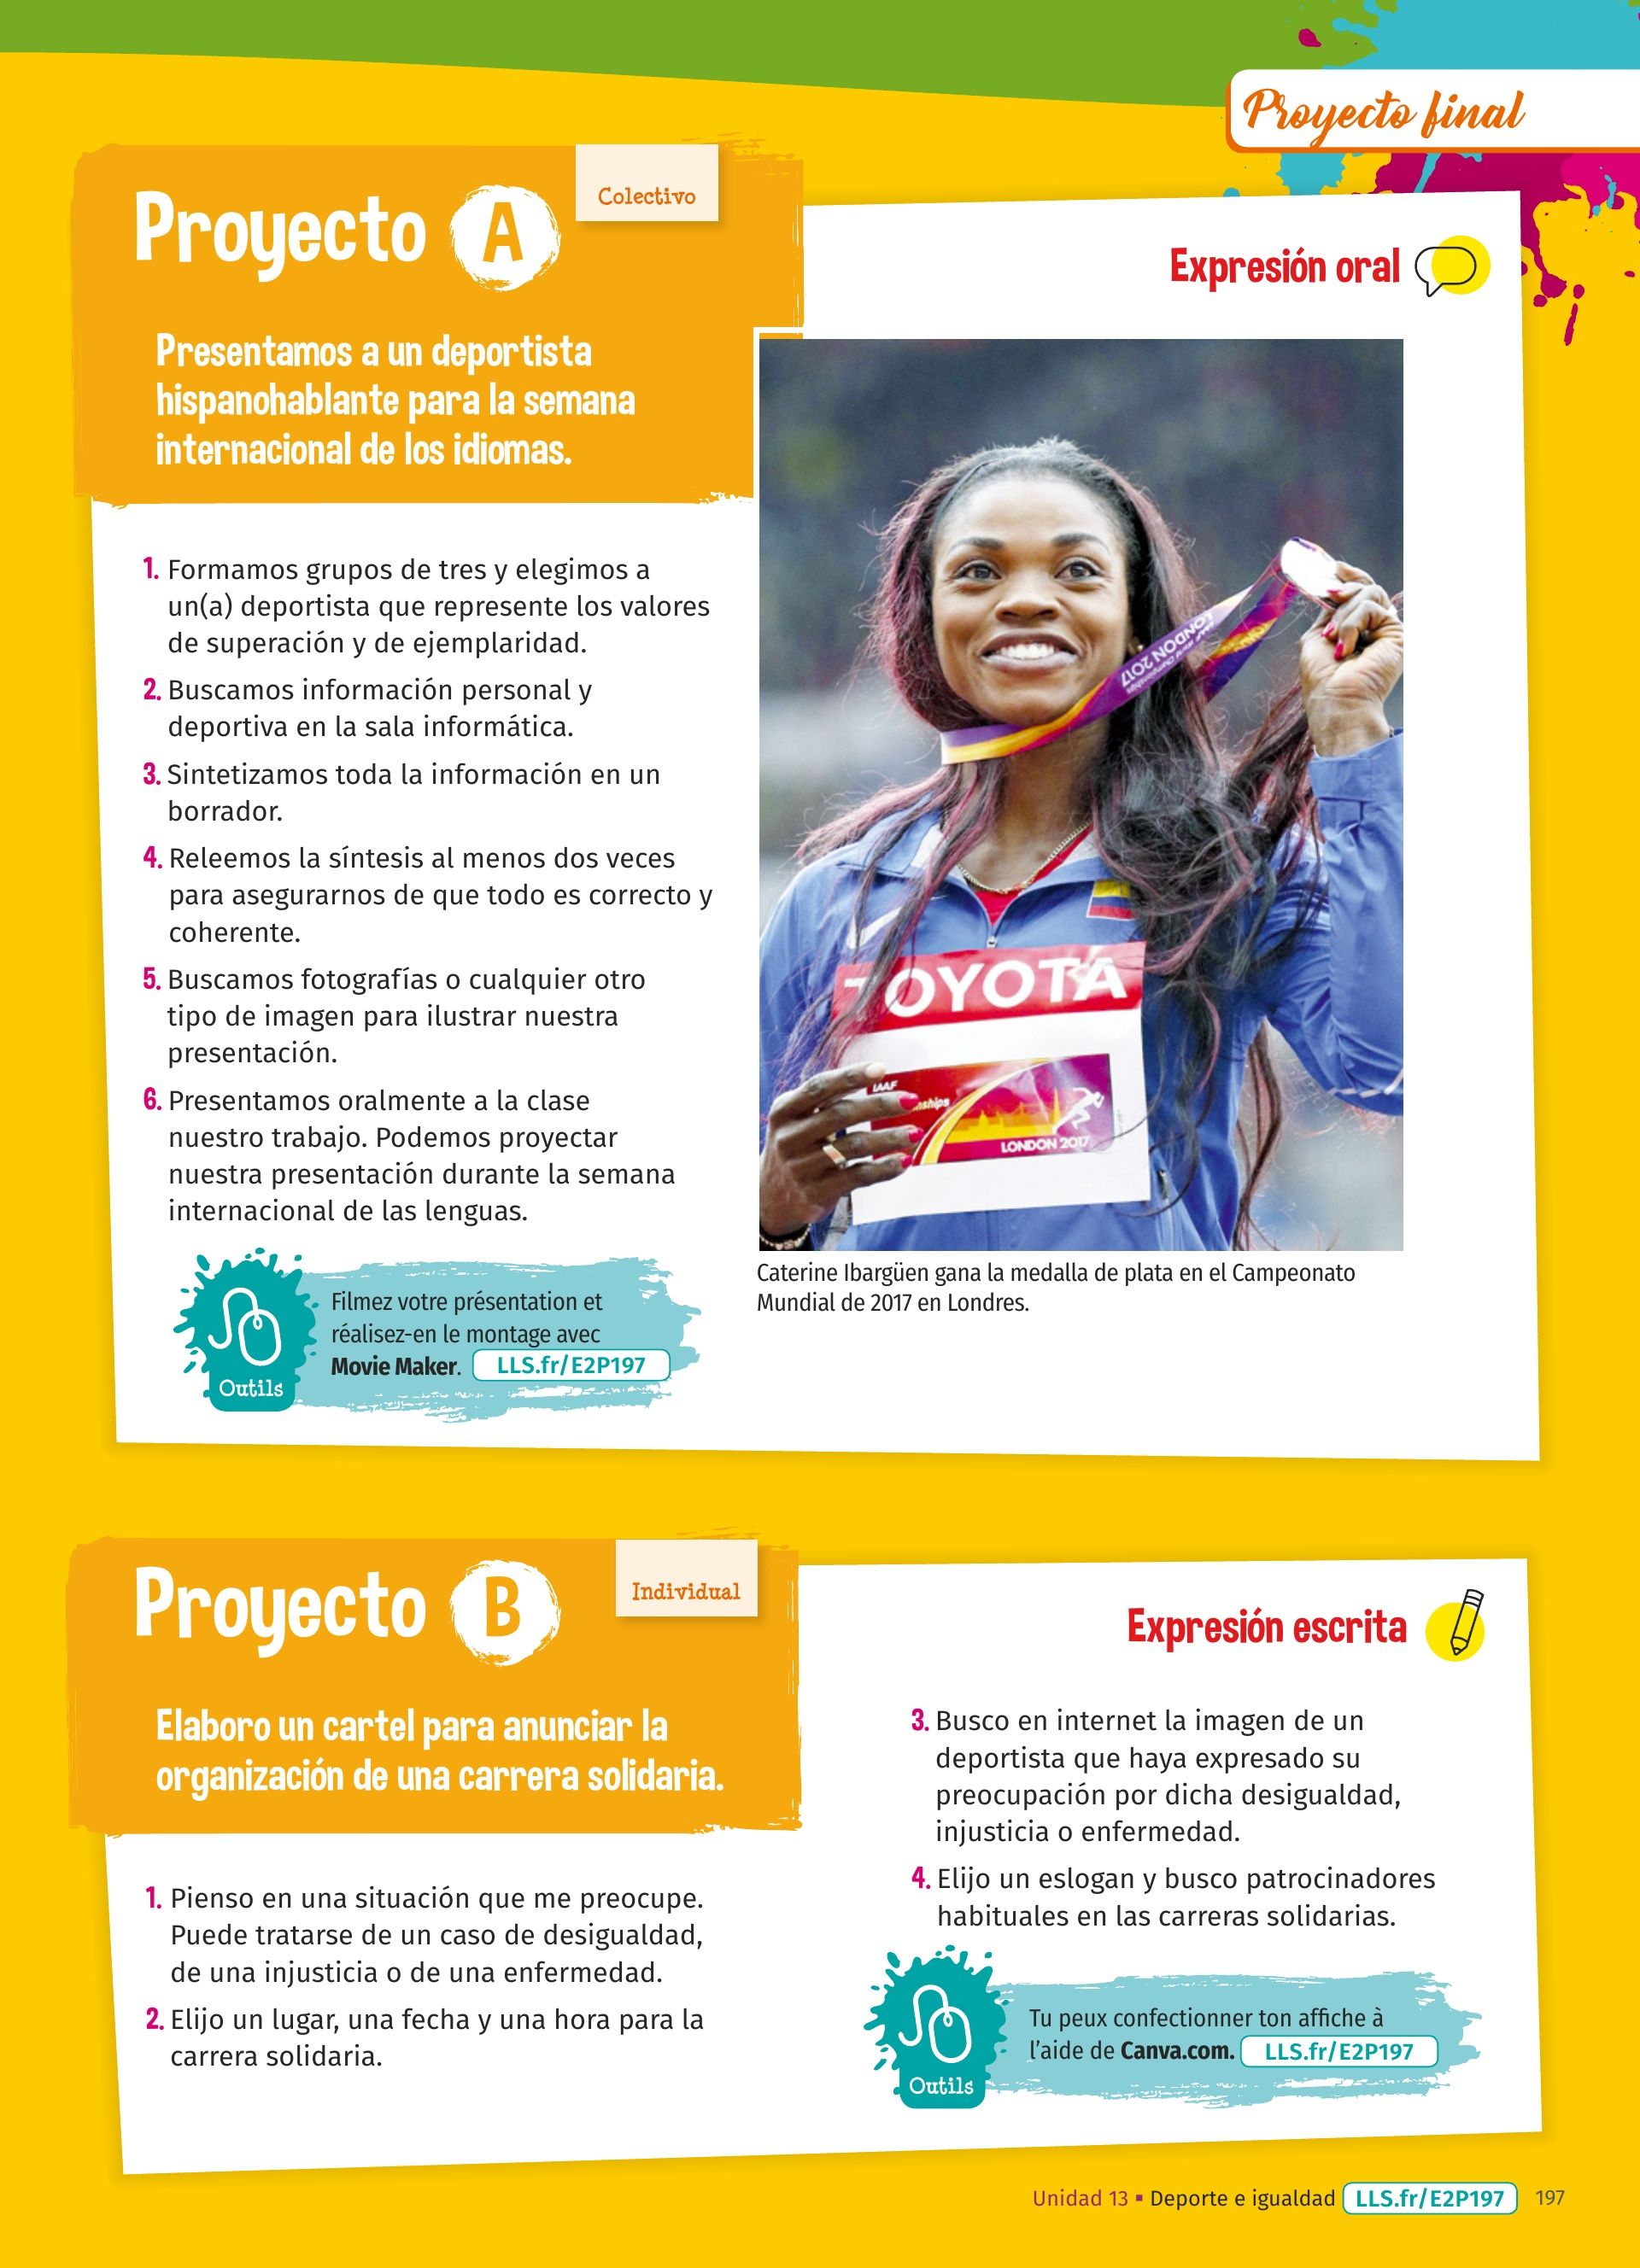 Proyecto final
Proyecto A
Colectivo
Presentamos a un deportista
hispanohablante para la semana
internacional de los idiomas.
Expresión oral
1. Formamos grupos de tres y elegimos a
un(a) deportista que represente los valores
de superación y de ejemplaridad.
2. Buscamos información personal y
deportiva en la sala informática.
3. Sintetizamos toda la información en un
borrador.
4. Releemos la síntesis al menos dos veces
para asegurarnos de que todo es correcto y
coherente.
5. Buscamos fotografías o cualquier otro
tipo de imagen para ilustrar nuestra
presentación.
6. Presentamos oralmente a la clase
nuestro trabajo. Podemos proyectar
nuestra presentación durante la semana
internacional de las lenguas.
Outils
Filmez votre présentation et
réalisez-en le montage avec
Movie Maker. LLS.fr/E2P197
LONDON 2017
TOYOTA
IAAF
LONDON 2017
Caterine Ibargüen gana la medalla de plata en el Campeonato
Mundial de 2017 en Londres.
Proyecto B
Individual
Elaboro un cartel para anunciar la
organización de una carrera solidaria.
Expresión escrita
1. Pienso en una situación que me preocupe.
Puede tratarse de un caso de desigualdad,
de una injusticia o de una enfermedad.
2. Elijo un lugar, una fecha y una hora para la
carrera solidaria.
3. Busco en internet la imagen de un
deportista que haya expresado su
preocupación por dicha desigualdad,
injusticia o enfermedad.
4. Elijo un eslogan y busco patrocinadores
habituales en las carreras solidarias.
Outils
Tu peux confectionner ton affiche à
l'aide de Canva.com. LLS.fr/E2P197
Unidad 13 ▪ Deporte e igualdad LLS.fr/E2P197 197